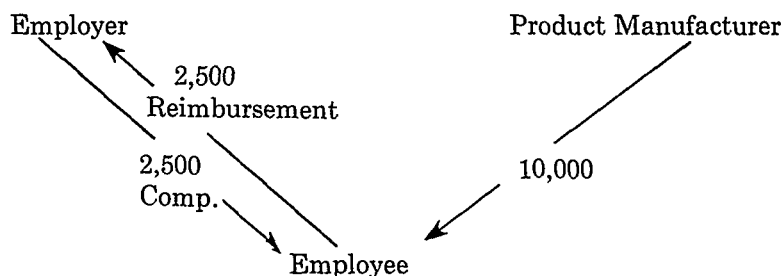 Employer Product Manufacturer
2,500
Reimbursement
2,500
Comp.
10,000
Employee